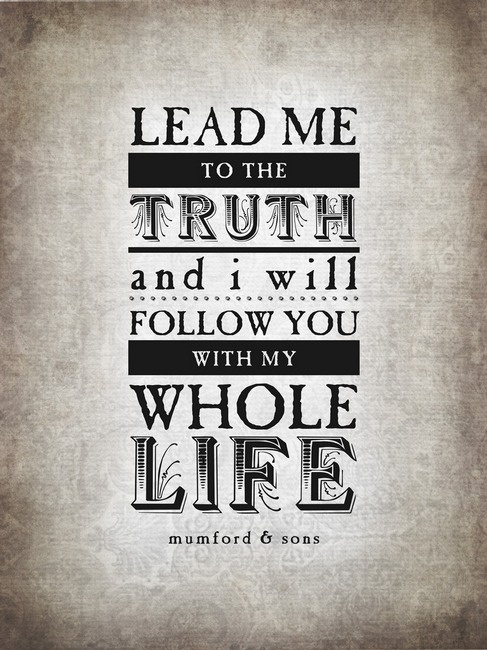 LEAD ME
TO THE
TRUTH
and i will
FOLLOW YOU
WITH MY
WHOLE
LIFE
mumford & sons